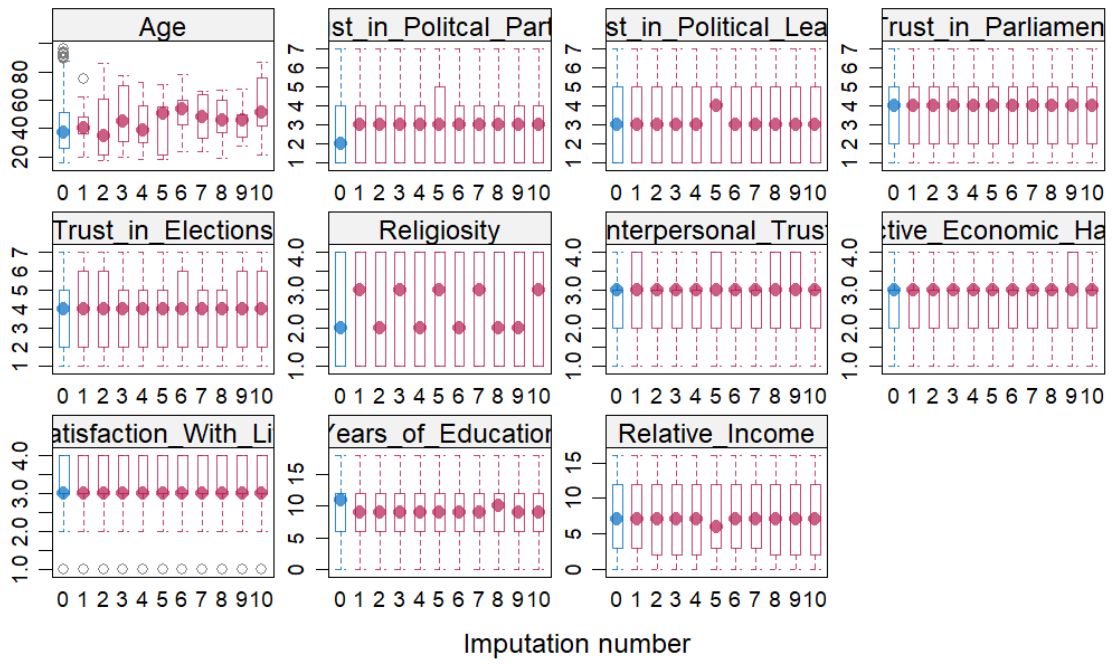 Age
st_in_Politcal_Part
st_in_Political_Lea
Trust_in_Parliamen
20 40 60 80
1 2 3 4 5 6 7
1 2 3 4 5 6 7
1 2 3 4 5 6 7
0 1 2 3 4 5 6 7 8 9 10
0 1 2 3 4 5 6 7 8 9 10
0 1 2 3 4 5 6 7 8 9 10
0 1 2 3 4 5 6 7 8 9 10
Trust_in_Elections
Religiosity
nterpersonal_Trust
ctive_Economic_Ha
1 2 3 4 5 6 7
1.0 2.0 3.0 4.0
1.0 2.0 3.0 4.0
1.0 2.0 3.0 4.0
0 1 2 3 4 5 6 7 8 9 10
0 1 2 3 4 5 6 7 8 9 10
0 1 2 3 4 5 6 7 8 9 10
0 1 2 3 4 5 6 7 8 9 10
atisfaction_With_Li
Years_of_Education
Relative_Income
1.0 2.0 3.0 4.0
0 5 10 15
0 5 10 15
0 1 2 3 4 5 6 7 8 9 10
0 1 2 3 4 5 6 7 8 9 10
0 1 2 3 4 5 6 7 8 9 10
Imputation number